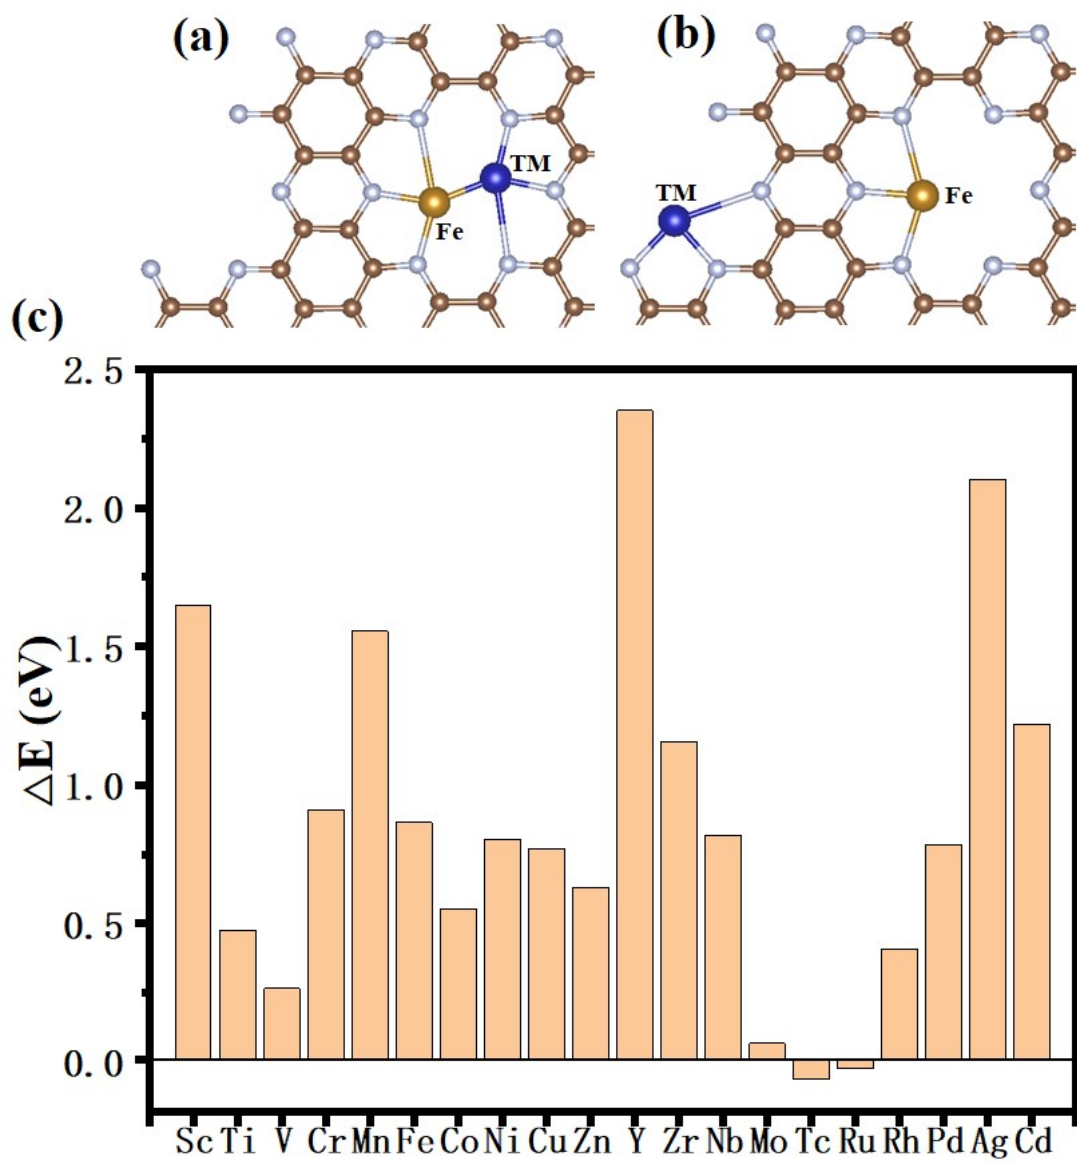 (a)
(b)
TM
Fe
TM
Fe
(c)
2.5
2.0
1.5
1.0
0.5
0.0
△E (eV)
Sc Ti V Cr Mn Fe Co Ni Cu Zn Y Zr Nb Mo Tc Ru Rh Pd Ag Cd